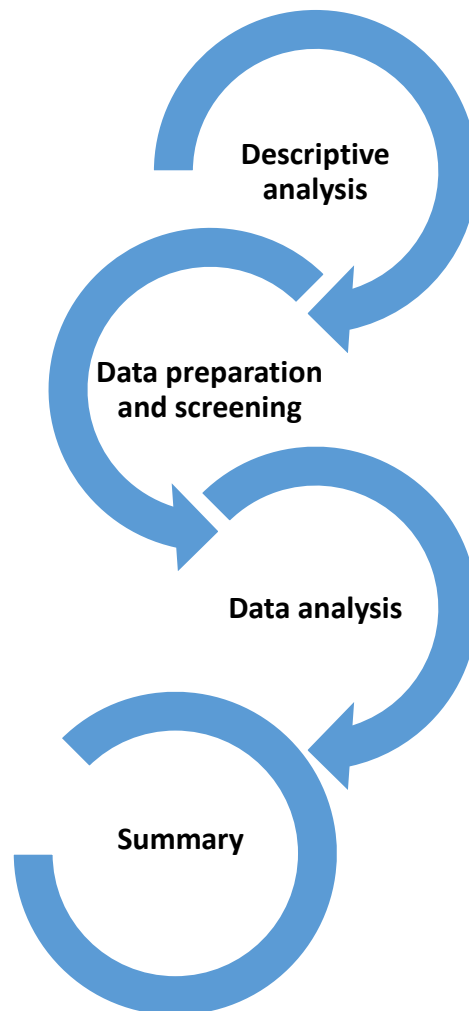 Descriptive
analysis
Data preparation
and screening
Data analysis
Summary